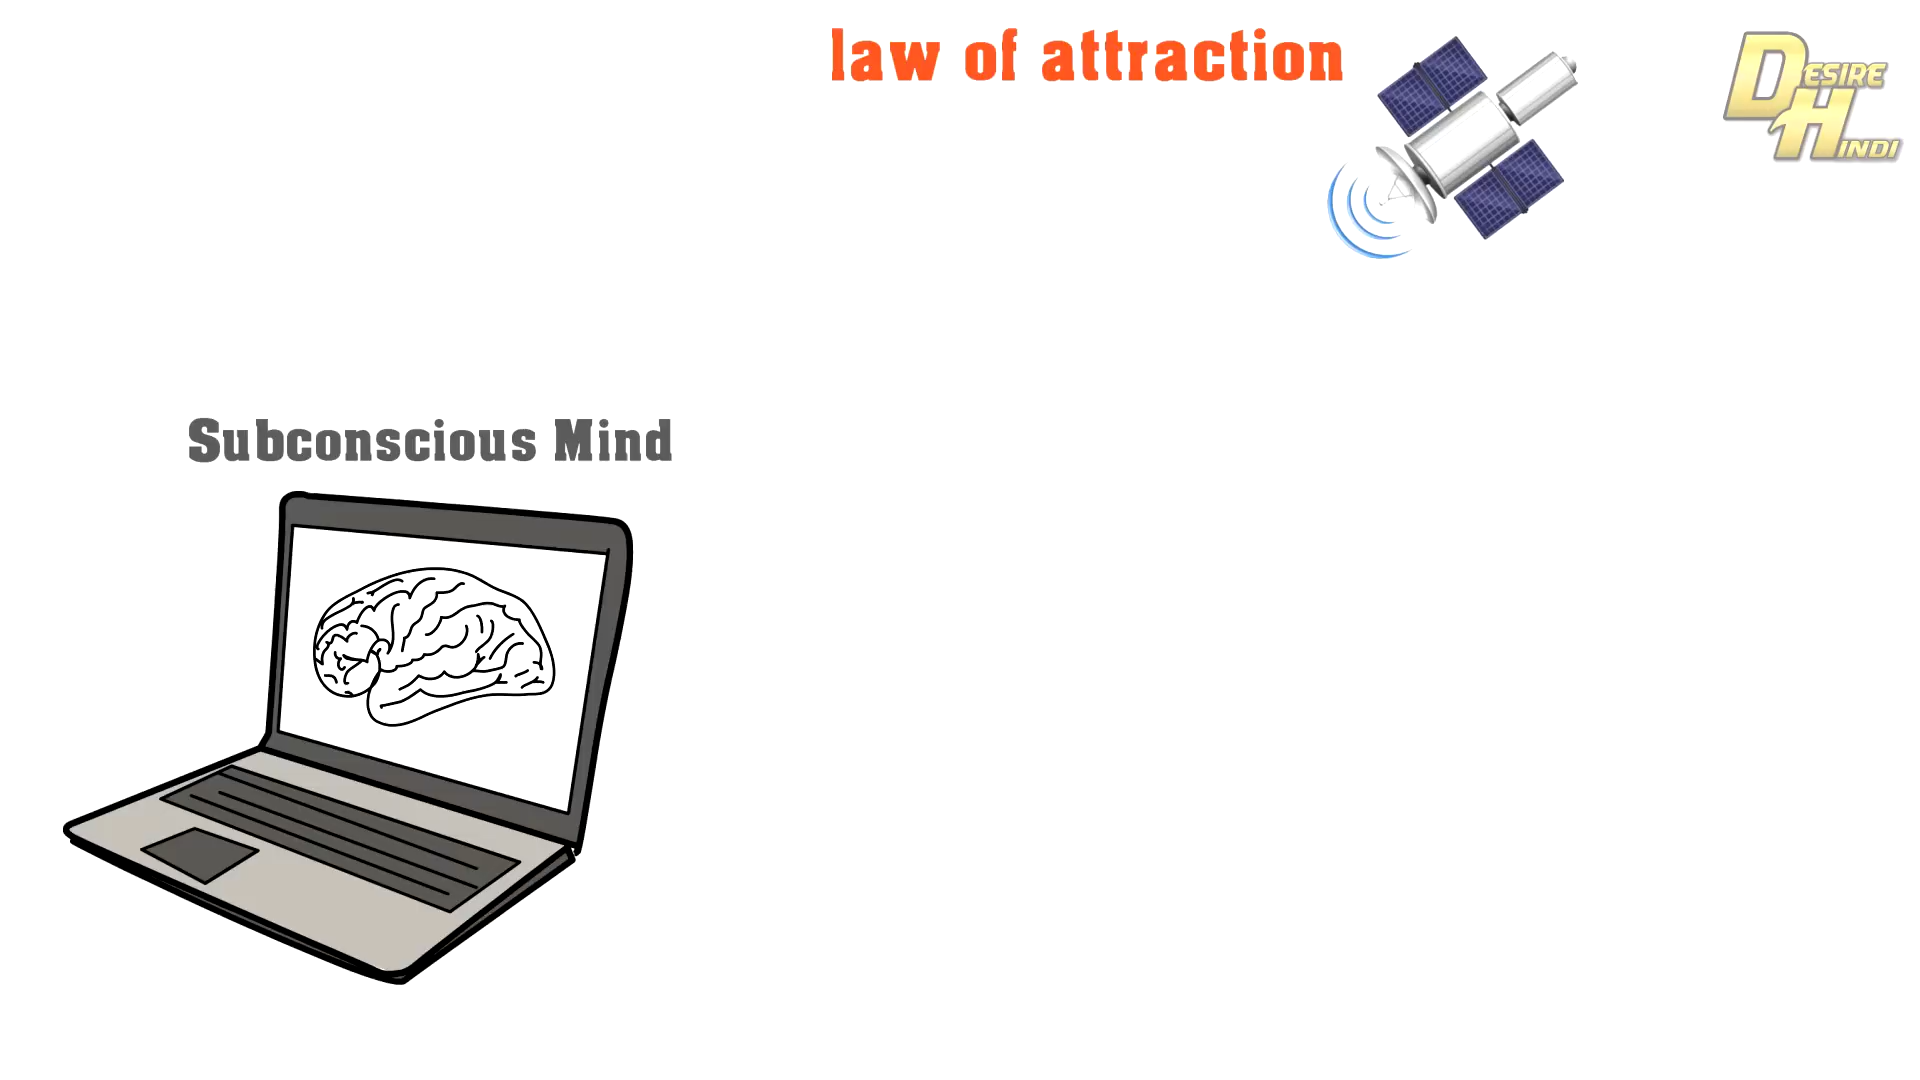 law of attraction
DESIRE
HINDI
Subconscious Mind